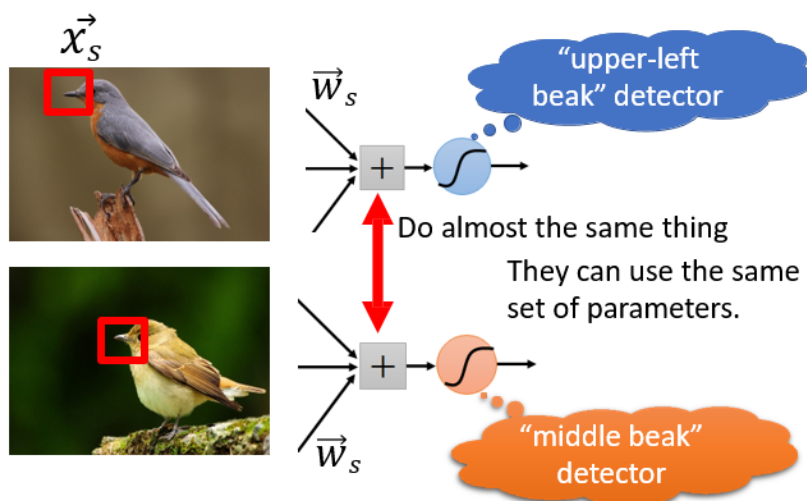 x⃗ₛ
w⃗ₛ
“upper-left
beak” detector
+
Do almost the same thing
They can use the same
set of parameters.
+
w⃗ₛ
“middle beak”
detector